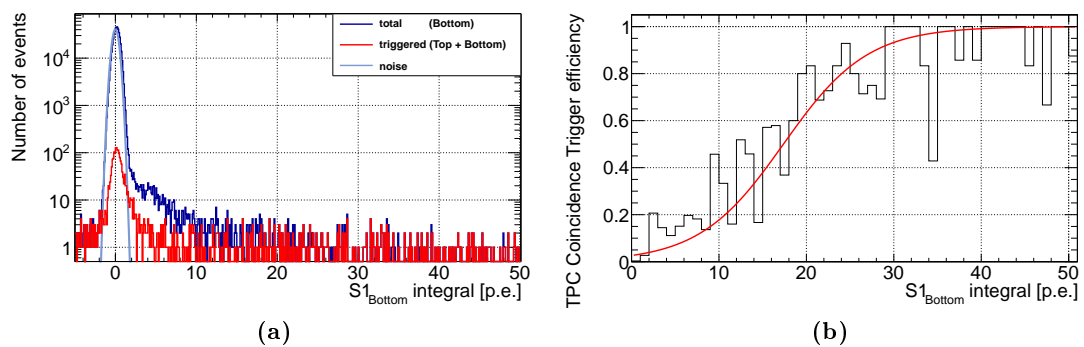 Number of events
10^4
10^3
10^2
10
1
total (Bottom)
triggered (Top + Bottom)
noise
0 10 20 30 40 50
S1_Bottom integral [p.e.]
(a)
TPC Coincidence Trigger efficiency
1
0.8
0.6
0.4
0.2
0
0 10 20 30 40 50
S1_Bottom integral [p.e.]
(b)